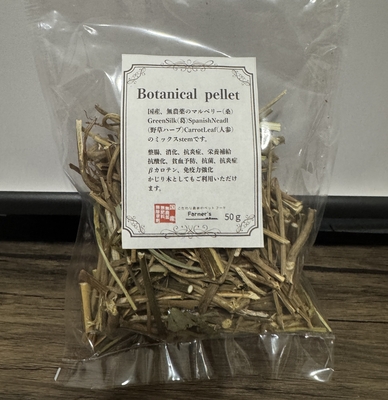 Botanical pellet
国産、無農薬のマルベリー(桑)
GreenSilk(葛)SpanishNeadl
(野草ハーブ)CarrotLeaf(人参)
のミックスstemです。
整腸、消化、抗炎症、栄養補給
抗酸化、貧血予防、抗菌、抗炎症
βカロテン、免疫力強化
かじり木としてもご利用いただけ
ます。
Farner's
50g